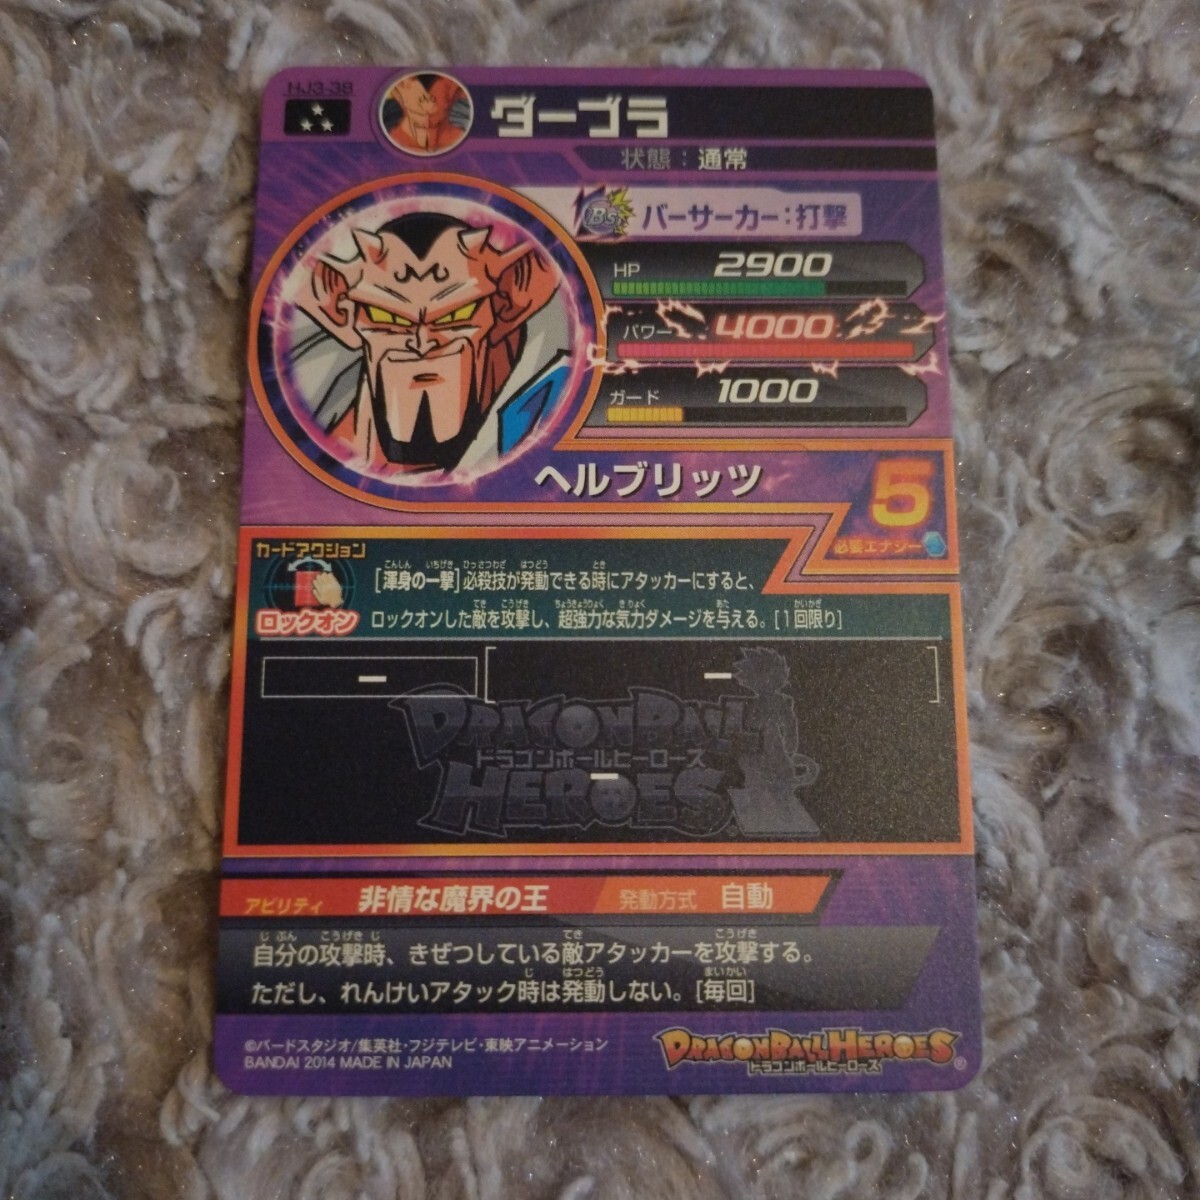 HJ3-38
ダーブラ
状態：通常
BS
バーサーカー：打撃
HP 2900
パワー 4000
ガード 1000
ヘルブリッツ
5
必要エナジー
カードアクション
ロックオン
[渾身の一撃]必殺技が発動できる時にアタッカーにすると、
ロックオンした敵を攻撃し、超強力な気力ダメージを与える。[1回限り]
ー ー
DRAGONBALL
ドラゴンボールヒーローズ
ー
HEROES
アビリティ 非情な魔界の王 発動方式 自動
自分の攻撃時、きぜつしている敵アタッカーを攻撃する。
ただし、れんけいアタック時は発動しない。[毎回]
©バードスタジオ/集英社・フジテレビ・東映アニメーション
BANDAI 2014 MADE IN JAPAN
DRAGONBALL HEROES®
ドラゴンボールヒーローズ